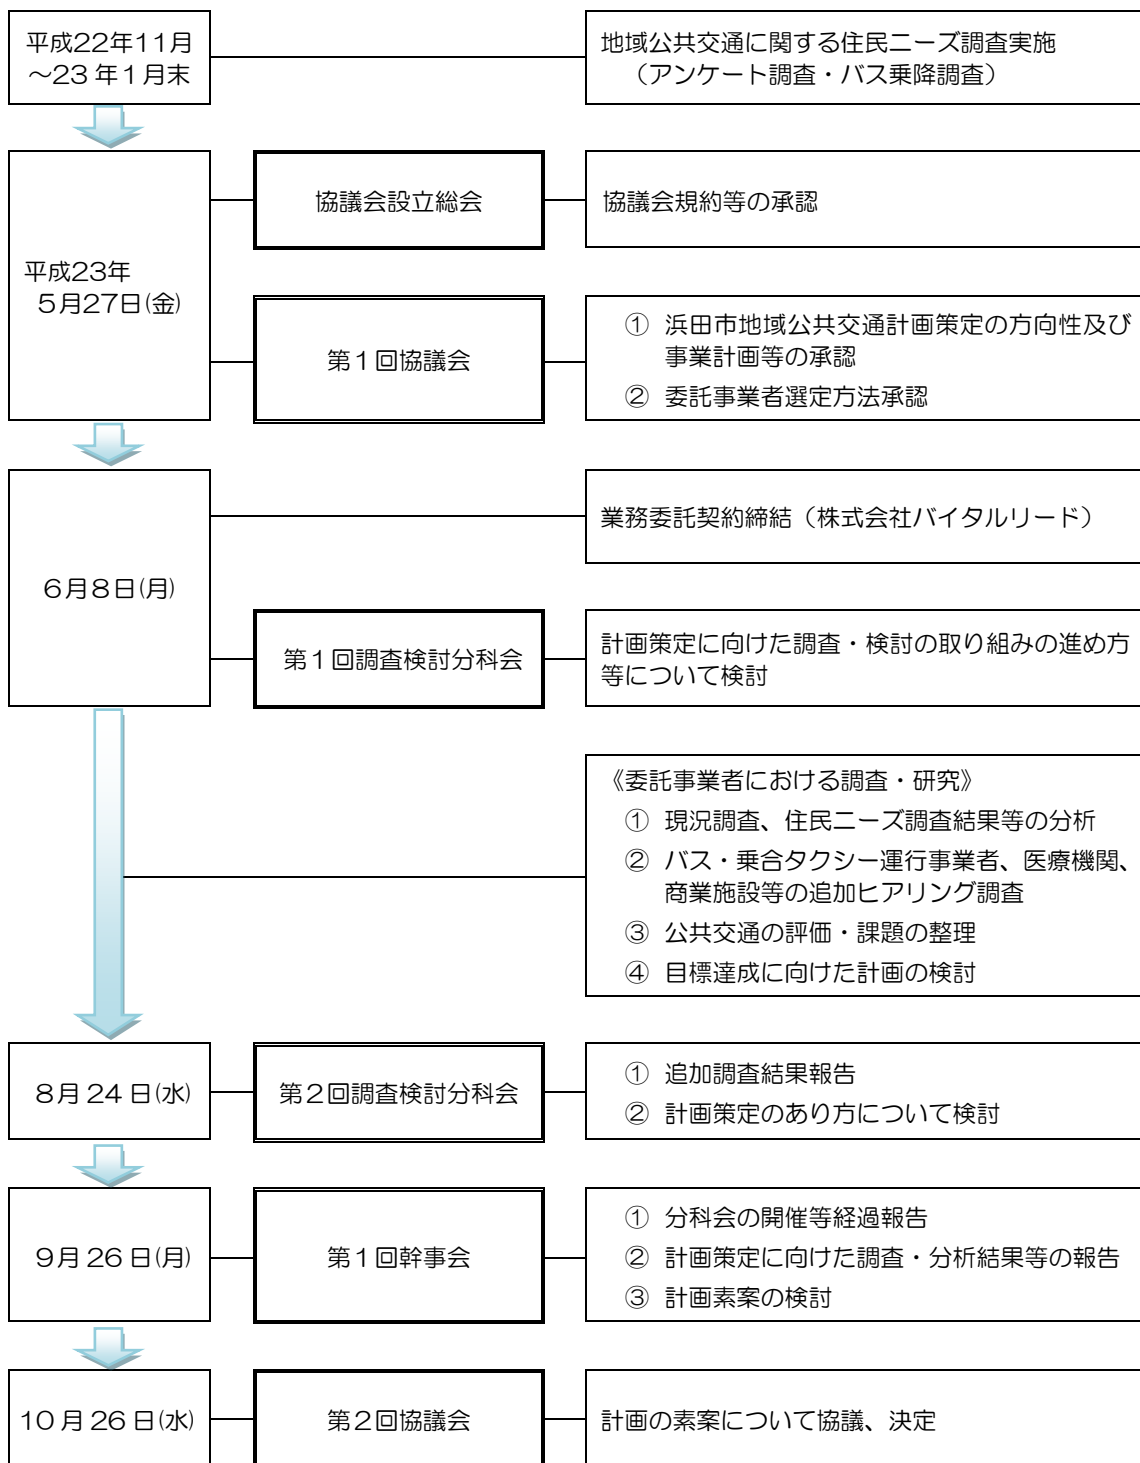 平成22年11月
～23年1月末
地域公共交通に関する住民ニーズ調査実施
（アンケート調査・バス乗降調査）
平成23年
5月27日(金)
協議会設立総会
協議会規約等の承認
第1回協議会
① 浜田市地域公共交通計画策定の方向性及び
事業計画等の承認
② 委託事業者選定方法承認
6月8日(月)
業務委託契約締結（株式会社バイタルリード）
第1回調査検討分科会
計画策定に向けた調査・検討の取り組みの進め方
等について検討
《委託事業者における調査・研究》
① 現況調査、住民ニーズ調査結果等の分析
② バス・乗合タクシー運行事業者、医療機関、
商業施設等の追加ヒアリング調査
③ 公共交通の評価・課題の整理
④ 目標達成に向けた計画の検討
8月24日(水)
第2回調査検討分科会
① 追加調査結果報告
② 計画策定のあり方について検討
9月26日(月)
第1回幹事会
① 分科会の開催等経過報告
② 計画策定に向けた調査・分析結果等の報告
③ 計画素案の検討
10月26日(水)
第2回協議会
計画の素案について協議、決定